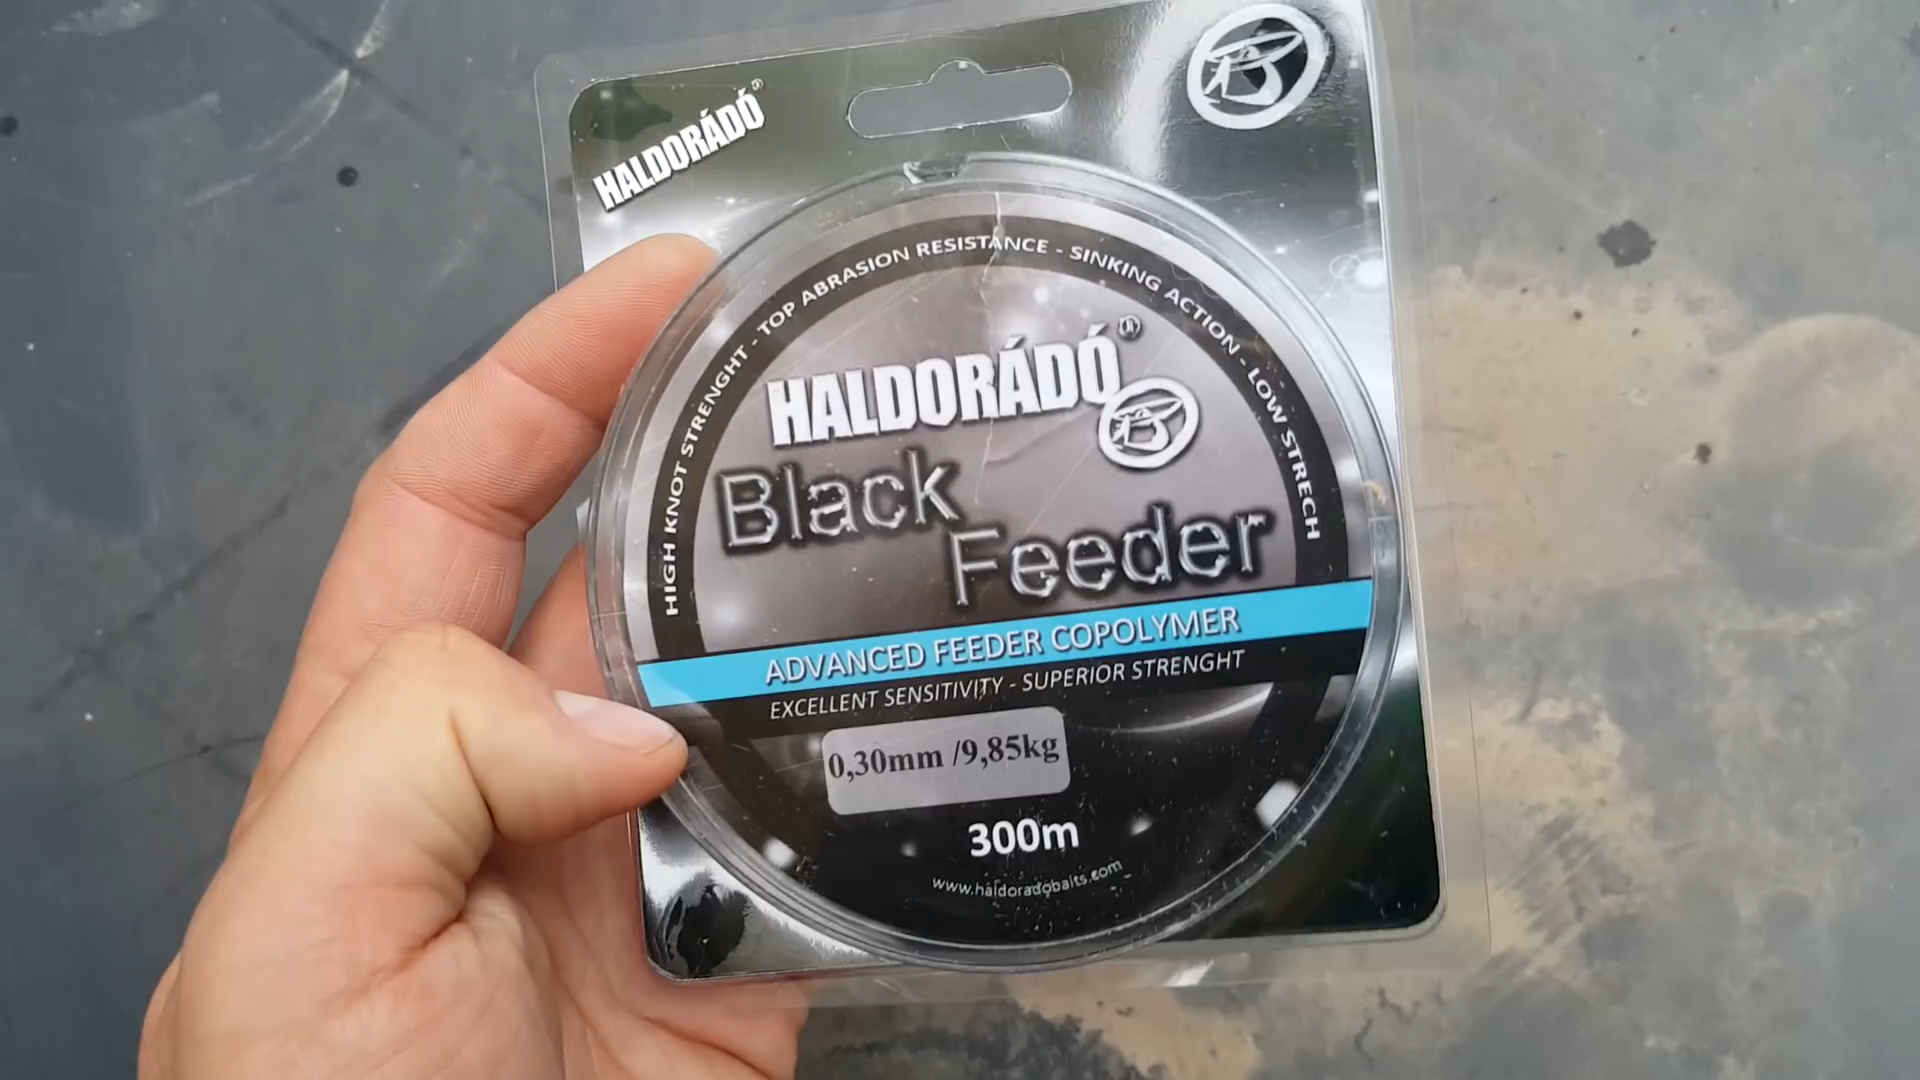 HALDORÁDÓ®
HIGH KNOT STRENGHT - TOP ABRASION RESISTANCE - SINKING ACTION - LOW STRECH
HALDORÁDÓ®
Black
Feeder
ADVANCED FEEDER COPOLYMER
EXCELLENT SENSITIVITY - SUPERIOR STRENGHT
0,30mm /9,85kg
300m
www.haldoradobaits.com